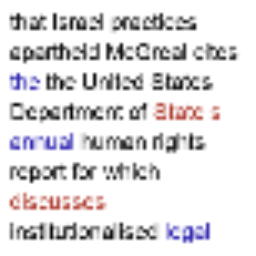 that Israel practices
apartheid McGreal cites
the the United States
Department of State s
annual human rights
report for which
discusses
institutionalised legal